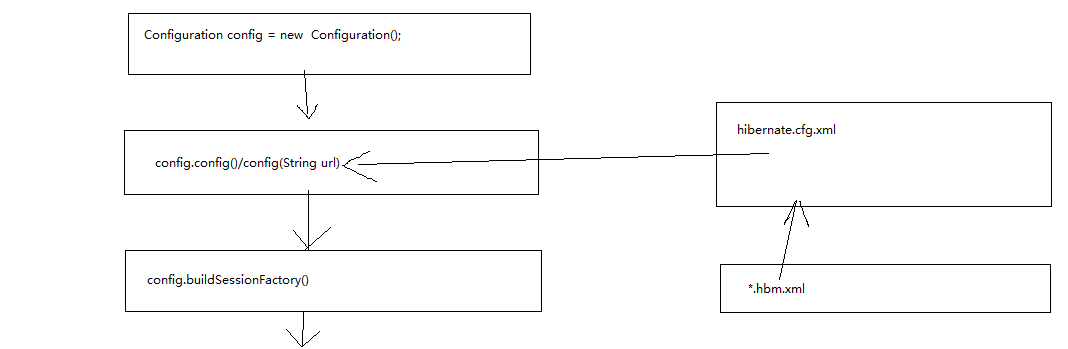 Configuration config = new Configuration();
config.config()/config(String url)
config.buildSessionFactory()
hibernate.cfg.xml
*.hbm.xml